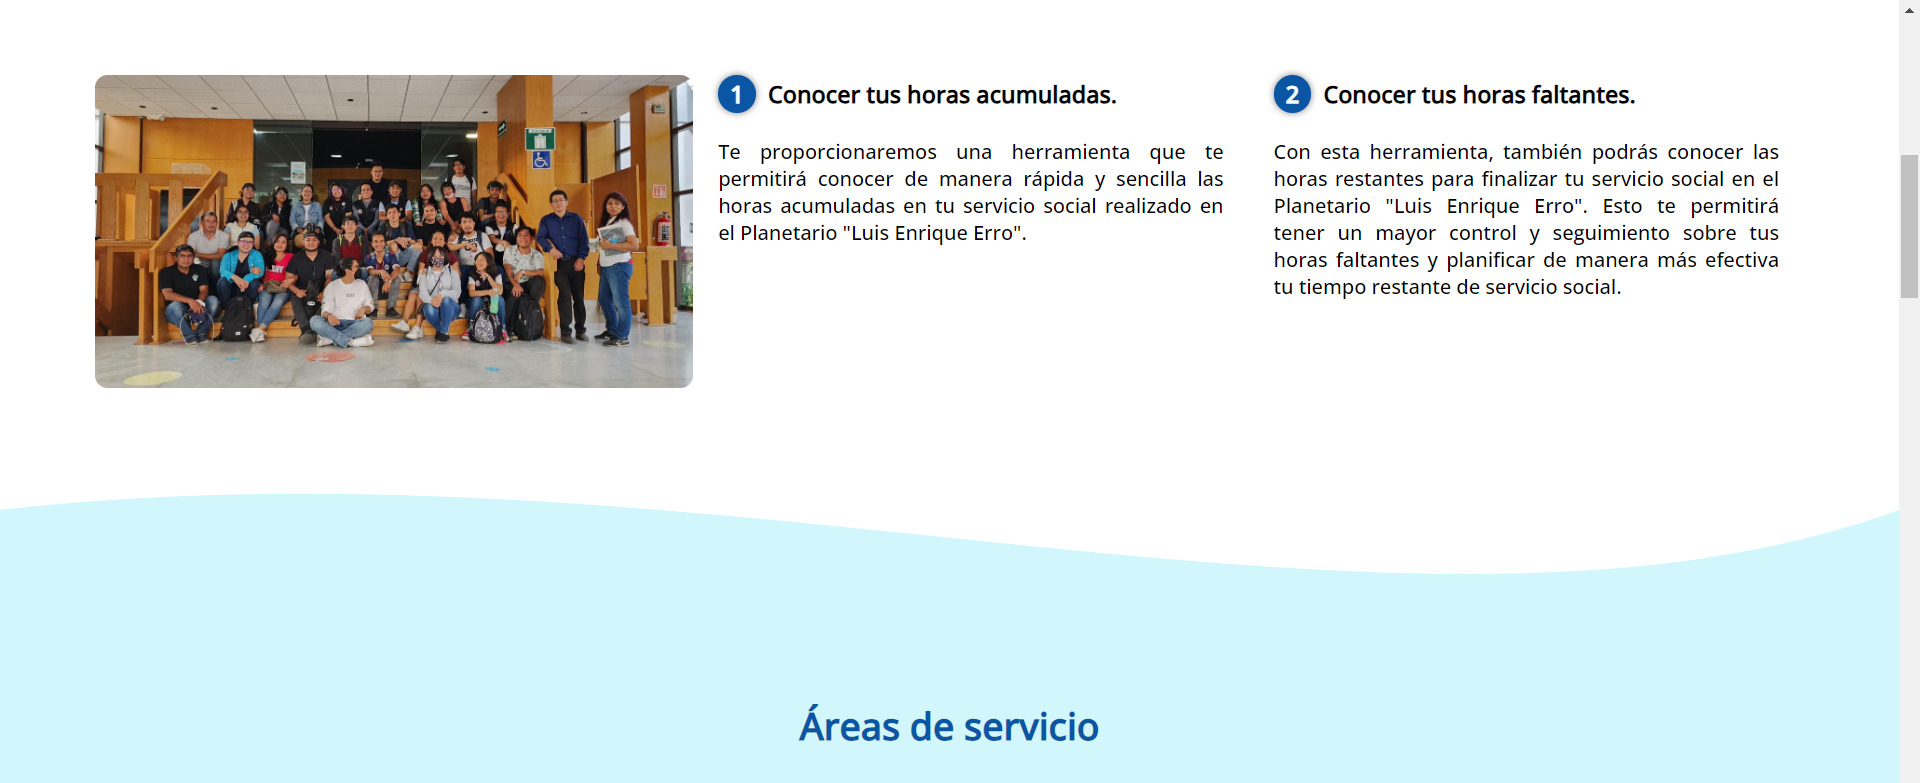 1 Conocer tus horas acumuladas.
Te proporcionaremos una herramienta que te
permitirá conocer de manera rápida y sencilla las
horas acumuladas en tu servicio social realizado en
el Planetario "Luis Enrique Erro".
2 Conocer tus horas faltantes.
Con esta herramienta, también podrás conocer las
horas restantes para finalizar tu servicio social en el
Planetario "Luis Enrique Erro". Esto te permitirá
tener un mayor control y seguimiento sobre tus
horas faltantes y planificar de manera más efectiva
tu tiempo restante de servicio social.
Áreas de servicio